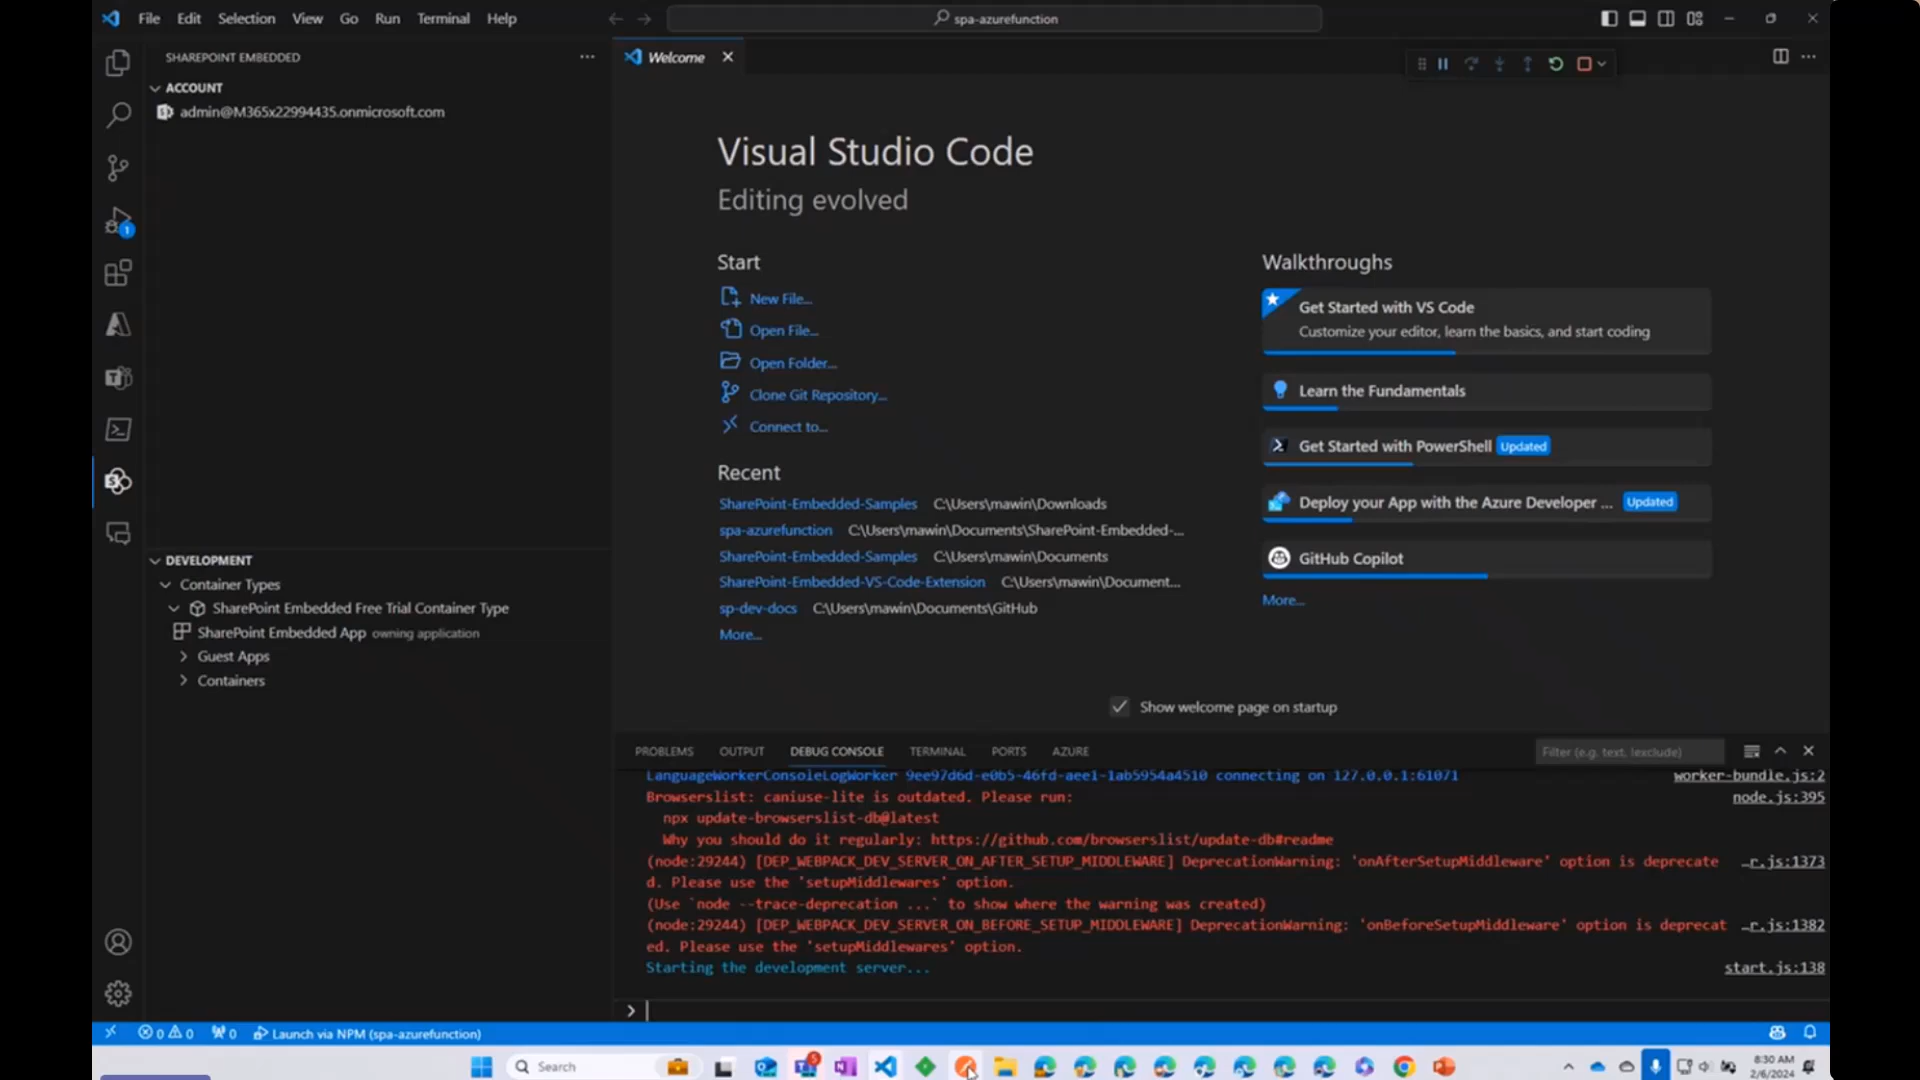 File Edit Selection View Go Run Terminal Help
spa-azurefunction
SHAREPOINT EMBEDDED
ACCOUNT
admin@M365x22994435.onmicrosoft.com
Welcome
Visual Studio Code
Editing evolved
Start
New File...
Open File...
Open Folder...
Clone Git Repository...
Connect to...
Recent
SharePoint-Embedded-Samples C:\Users\mawin\Downloads
spa-azurefunction C:\Users\mawin\Documents\SharePoint-Embedded-...
SharePoint-Embedded-Samples C:\Users\mawin\Documents
SharePoint-Embedded-VS-Code-Extension C:\Users\mawin\Document...
sp-dev-docs C:\Users\mawin\Documents\GitHub
More...
Walkthroughs
Get Started with VS Code
Customize your editor, learn the basics, and start coding
Learn the Fundamentals
Get Started with PowerShell Updated
Deploy your App with the Azure Developer ... Updated
GitHub Copilot
More...
Show welcome page on startup
DEVELOPMENT
Container Types
SharePoint Embedded Free Trial Container Type
SharePoint Embedded App owning application
Guest Apps
Containers
PROBLEMS OUTPUT DEBUG CONSOLE TERMINAL PORTS AZURE
Filter (e.g. text, !exclude)
LanguageWorkerConsoleLogWorker 9ee97d6d-e0b5-46fd-aee1-1ab5954a4510 connecting on 127.0.0.1:61071 worker-bundle.js:2
Browserslist: caniuse-lite is outdated. Please run: node.js:395
npx update-browserslist-db@latest
Why you should do it regularly: https://github.com/browserslist/update-db#readme
(node:29244) [DEP_WEBPACK_DEV_SERVER_ON_AFTER_SETUP_MIDDLEWARE] DeprecationWarning: 'onAfterSetupMiddleware' option is deprecate …r.js:1373
d. Please use the 'setupMiddlewares' option.
(Use `node --trace-deprecation ...` to show where the warning was created)
(node:29244) [DEP_WEBPACK_DEV_SERVER_ON_BEFORE_SETUP_MIDDLEWARE] DeprecationWarning: 'onBeforeSetupMiddleware' option is deprecat …r.js:1382
ed. Please use the 'setupMiddlewares' option.
Starting the development server... start.js:138
0 0 0 Launch via NPM (spa-azurefunction)
Search
5
8:30 AM
2/6/2024
1